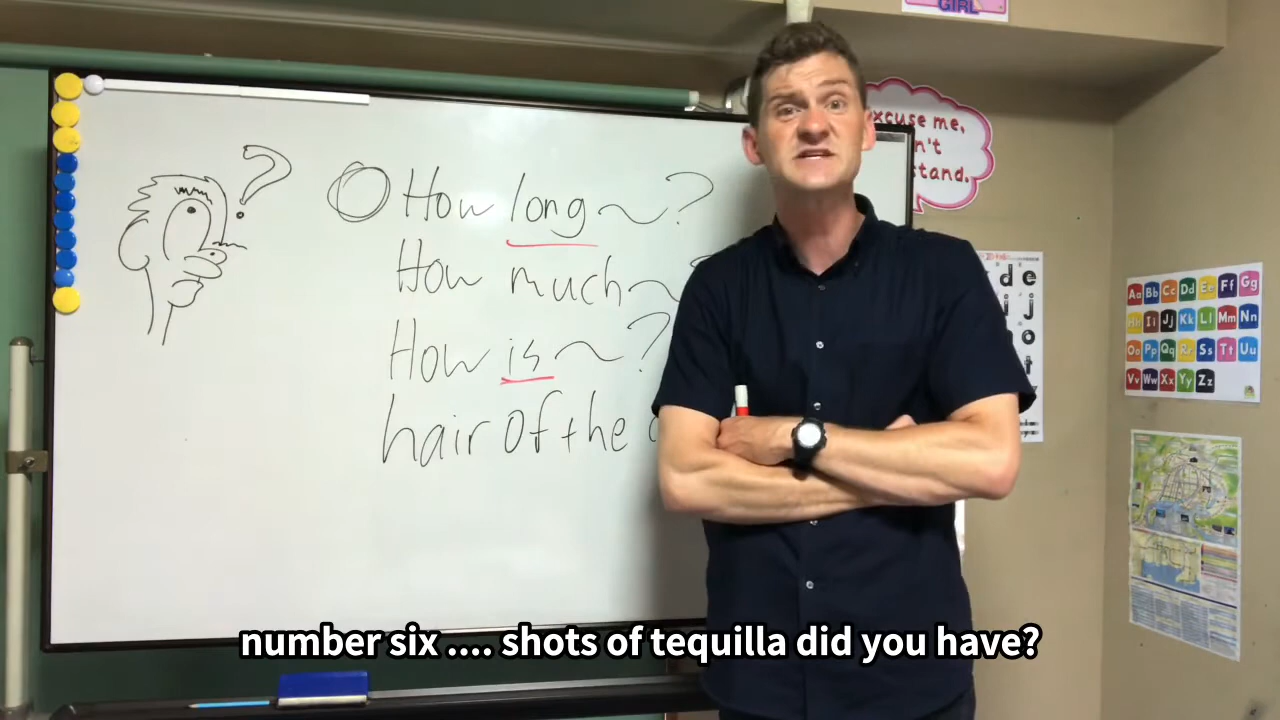 GIRL
How long ~?
How much ~?
How is ~?
hair of the
xcuse me,
n't
stand.
d e
j
o
Aa Bb Cc Dd Ee Ff Gg
Hh Ii Jj Kk Ll Mm Nn
Oo Pp Qq Rr Ss Tt Uu
Vv Ww Xx Yy Zz
number six .... shots of tequilla did you have?